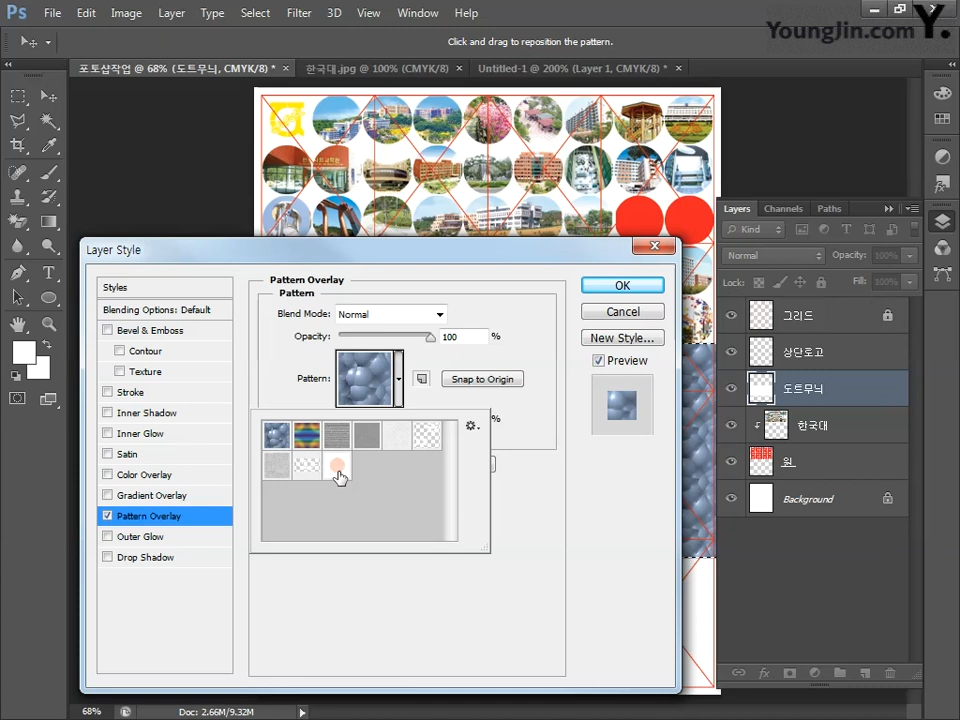 Ps File Edit Image Layer Type Select Filter 3D View Window Help
YoungJin.com Y.
Click and drag to reposition the pattern.
포토샵작업 @ 68% (도트무늬, CMYK/8) * × 한국대.jpg @ 100% (CMYK/8) × Untitled-1 @ 200% (Layer 1, CMYK/8) * ×
Layer Style
Styles
Blending Options: Default
Bevel & Emboss
Contour
Texture
Stroke
Inner Shadow
Inner Glow
Satin
Color Overlay
Gradient Overlay
Pattern Overlay
Outer Glow
Drop Shadow
Pattern Overlay
Pattern
Blend Mode: Normal
Opacity: 100 %
Pattern: Snap to Origin
%
OK
Cancel
New Style...
Preview
Layers Channels Paths
Kind
Normal Opacity: 100%
Lock: Fill: 100%
그리드
상단로고
도트무늬
한국대
원
Background
fx
68% Doc: 2.66M/9.32M